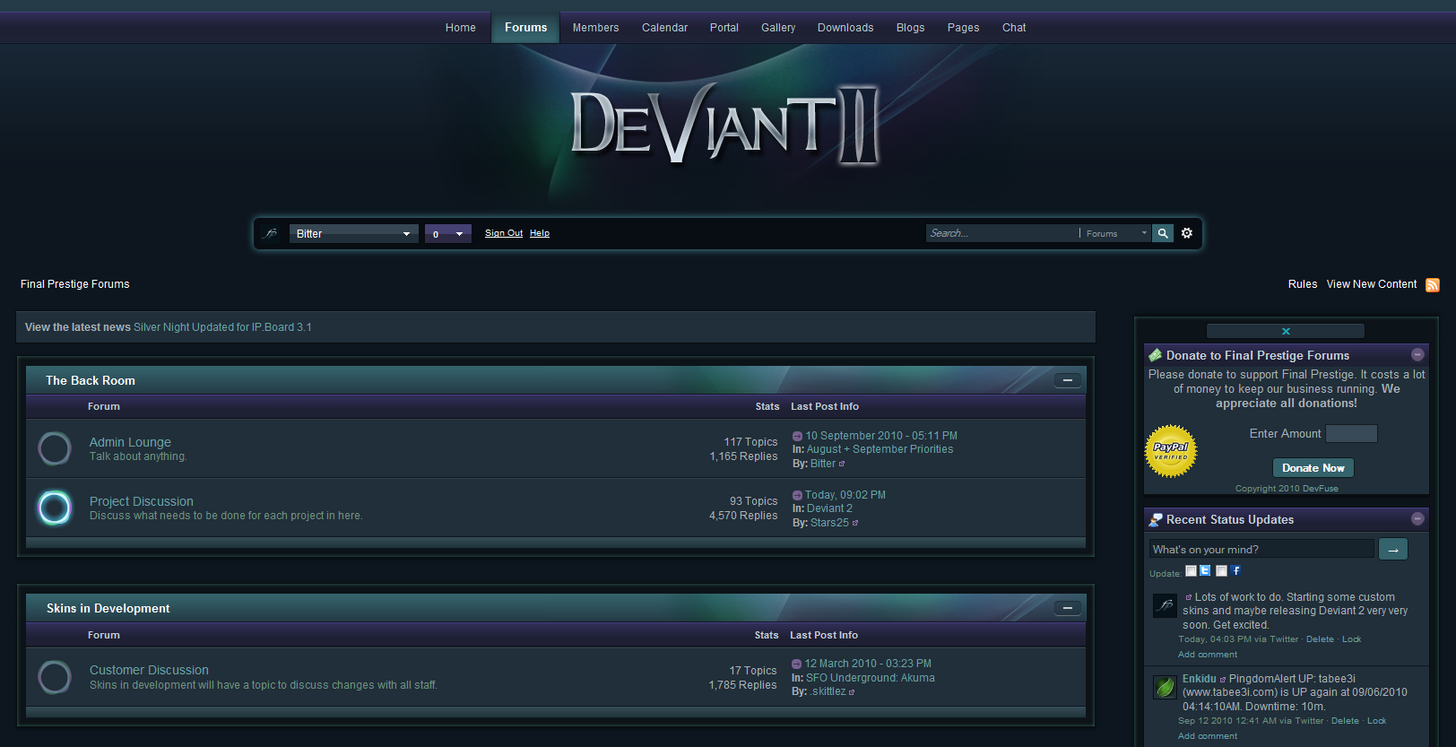 Home Forums Members Calendar Portal Gallery Downloads Blogs Pages Chat
DEVIANT II
Bitter 0 Sign Out Help Search... Forums
Final Prestige Forums Rules View New Content
View the latest news Silver Night Updated for IP.Board 3.1
The Back Room
Forum Stats Last Post Info
Admin Lounge
Talk about anything.
117 Topics
1,165 Replies
10 September 2010 - 05:11 PM
In: August + September Priorities
By: Bitter
Project Discussion
Discuss what needs to be done for each project in here.
93 Topics
4,570 Replies
Today, 09:02 PM
In: Deviant 2
By: Stars25
Skins in Development
Forum Stats Last Post Info
Customer Discussion
Skins in development will have a topic to discuss changes with all staff.
17 Topics
1,785 Replies
12 March 2010 - 03:23 PM
In: SFO Underground: Akuma
By: .skittlez
Donate to Final Prestige Forums
Please donate to support Final Prestige. It costs a lot
of money to keep our business running. We
appreciate all donations!
PayPal
VERIFIED
Enter Amount
Donate Now
Copyright 2010 DevFuse
Recent Status Updates
What's on your mind?
Update:
Lots of work to do. Starting some custom
skins and maybe releasing Deviant 2 very very
soon. Get excited.
Today, 04:03 PM via Twitter · Delete · Lock
Add comment
Enkidu PingdomAlert UP: tabee3i
(www.tabee3i.com) is UP again at 09/06/2010
04:14:10AM. Downtime: 10m.
Sep 12 2010 12:41 AM via Twitter · Delete · Lock
Add comment